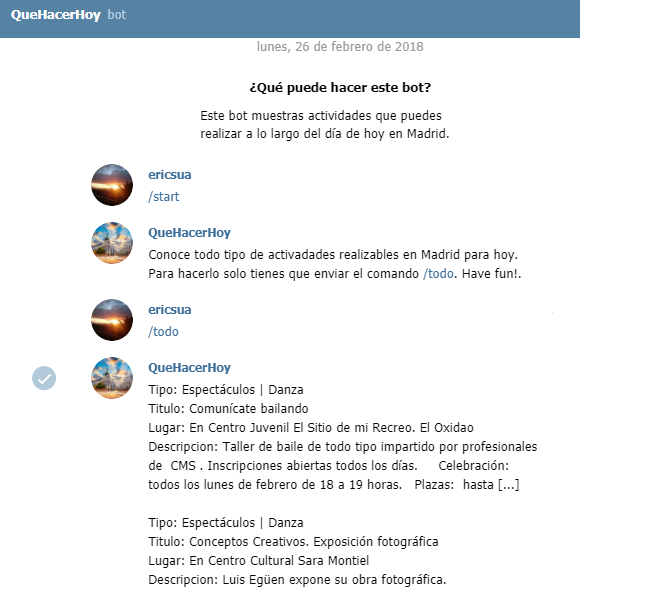 QueHacerHoy bot
lunes, 26 de febrero de 2018
¿Qué puede hacer este bot?
Este bot muestras actividades que puedes
realizar a lo largo del día de hoy en Madrid.
ericsua
/start
QueHacerHoy
Conoce todo tipo de activadades realizables en Madrid para hoy.
Para hacerlo solo tienes que enviar el comando /todo. Have fun!.
ericsua
/todo
QueHacerHoy
Tipo: Espectáculos | Danza
Titulo: Comunícate bailando
Lugar: En Centro Juvenil El Sitio de mi Recreo. El Oxidao
Descripcion: Taller de baile de todo tipo impartido por profesionales
de  CMS . Inscripciones abiertas todos los días.     Celebración:
todos los lunes de febrero de 18 a 19 horas.   Plazas:  hasta [...]
Tipo: Espectáculos | Danza
Titulo: Conceptos Creativos. Exposición fotográfica
Lugar: En Centro Cultural Sara Montiel
Descripcion: Luis Egüen expone su obra fotográfica.